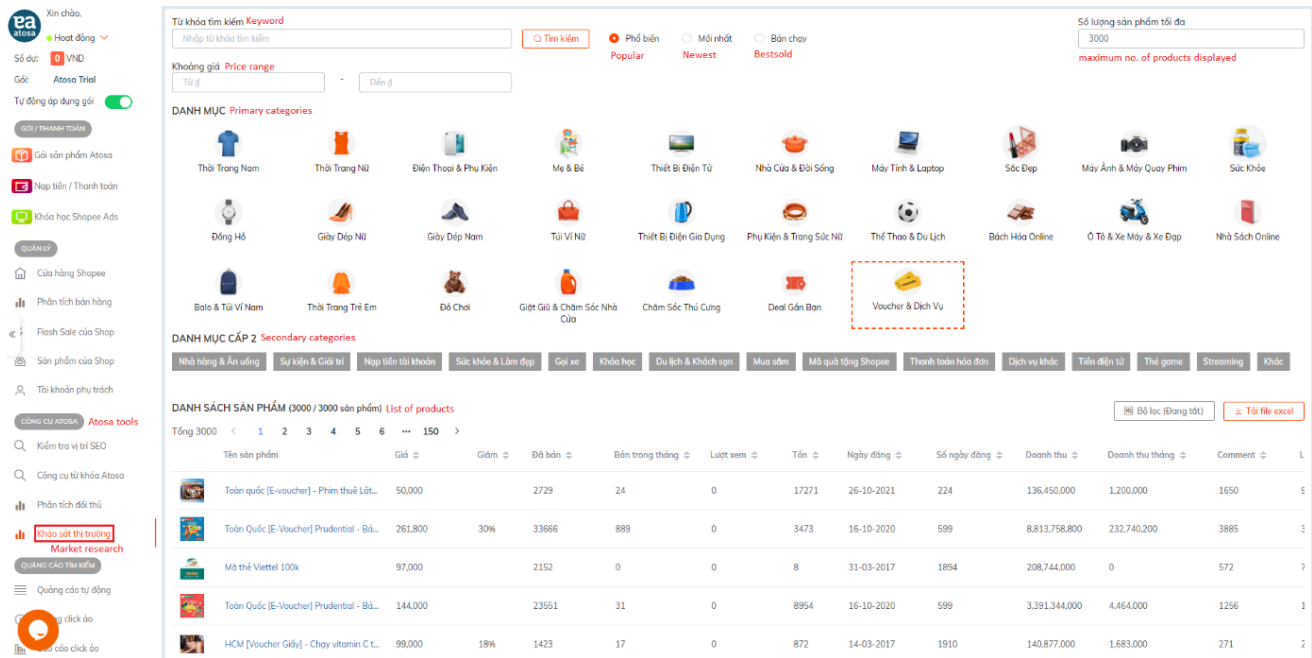 ea
atosa
Xin chào,
Hoạt động
Số dư: 0 VND
Gói: Atosa Trial
Tự động áp dụng gói
GÓI / THANH TOÁN
Gói sản phẩm Atosa
Nạp tiền / Thanh toán
Khóa học Shopee Ads
QUẢN LÝ
Cửa hàng Shopee
Phân tích bán hàng
Flash Sale của Shop
Sản phẩm của Shop
Tài khoản phụ trách
CÔNG CỤ ATOSA Atosa tools
Kiểm tra vị trí SEO
Công cụ từ khóa Atosa
Phân tích đối thủ
Khảo sát thị trường
Market research
QUẢNG CÁO TÌM KIẾM
Quảng cáo tự động
click ảo
cáo click ảo
Từ khóa tìm kiếm Keyword
Nhập từ khóa tìm kiếm
Tìm kiếm
Phổ biến Mới nhất Bán chạy
Popular Newest Bestsold
Số lượng sản phẩm tối đa
3000
maximum no. of products displayed
Khoảng giá Price range
Từ ₫ - Đến ₫
DANH MỤC Primary categories
Thời Trang Nam Thời Trang Nữ Điện Thoại & Phụ Kiện Mẹ & Bé Thiết Bị Điện Tử Nhà Cửa & Đời Sống Máy Tính & Laptop Sắc Đẹp Máy Ảnh & Máy Quay Phim Sức Khỏe
Đồng Hồ Giày Dép Nữ Giày Dép Nam Túi Ví Nữ Thiết Bị Điện Gia Dụng Phụ Kiện & Trang Sức Nữ Thể Thao & Du Lịch Bách Hóa Online Ô Tô & Xe Máy & Xe Đạp Nhà Sách Online
Balo & Túi Ví Nam Thời Trang Trẻ Em Đồ Chơi Giặt Giũ & Chăm Sóc Nhà Cửa Chăm Sóc Thú Cưng Deal Gần Bạn Voucher & Dịch Vụ
DANH MỤC CẤP 2 Secondary categories
Nhà hàng & Ăn uống Sự kiện & Giải trí Nạp tiền tài khoản Sức khỏe & Làm đẹp Gọi xe Khóa học Du lịch & Khách sạn Mua sắm Mã quà tặng Shopee Thanh toán hóa đơn Dịch vụ khác Tiền điện tử Thẻ game Streaming Khác
DANH SÁCH SẢN PHẨM (3000 / 3000 sản phẩm) List of products
Bộ lọc (Đang tắt) Tải file excel
Tổng 3000 < 1 2 3 4 5 6 ••• 150 >
Tên sản phẩm Giá Giảm Đã bán Bán trong tháng Lượt xem Tồn Ngày đăng Số ngày đăng Doanh thu Doanh thu tháng Comment L
Toàn quốc [E-voucher] - Phim thuê Lật... 50,000 2729 24 0 17271 26-10-2021 224 136,450,000 1,200,000 1650
Toàn Quốc [E-Voucher] Prudential - Bả... 261,800 30% 33666 889 0 3473 16-10-2020 599 8,813,758,800 232,740,200 3885
Mã thẻ Viettel 100k 97,000 2152 0 0 8 31-03-2017 1894 208,744,000 0 572
Toàn Quốc [E-Voucher] Prudential - Bả... 144,000 23551 31 0 8954 16-10-2020 599 3,391,344,000 4,464,000 1256
HCM [Voucher Giấy] - Chạy vitamin C t... 99,000 18% 1423 17 0 872 14-03-2017 1910 140,877,000 1,683,000 271